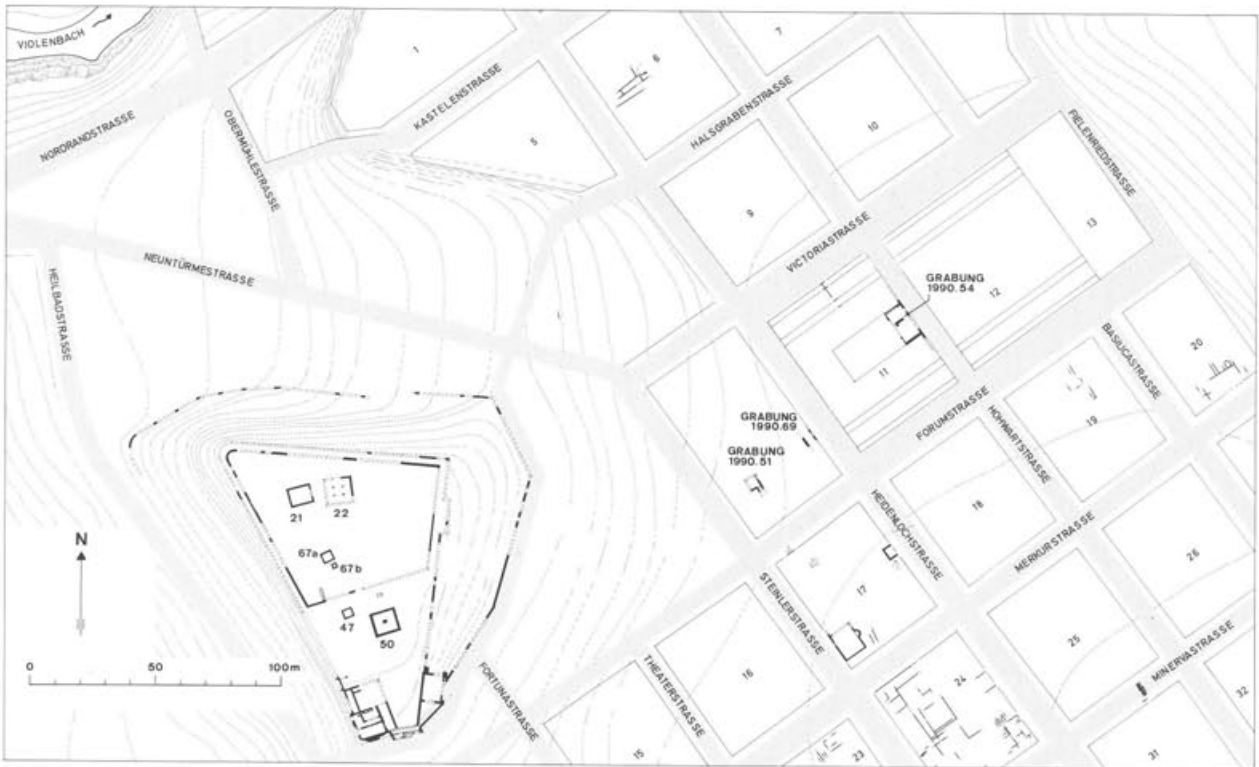 VIOLENBACH
NORDRANDSTRASSE
OBERMÜHLESTRASSE
KASTELENSTRASSE
1
5
6
7
HALSGRABENSTRASSE
10
9
VICTORIASTRASSE
FIELENRIEDSTRASSE
13
12
NEUNTÜRMESTRASSE
HEILBADSTRASSE
GRABUNG
1990.54
11
BASILICASTRASSE
20
FORUMSTRASSE
HOHWARTSTRASSE
19
GRABUNG
1990.69
GRABUNG
1990.51
18
HEIDENLOCHSTRASSE
MERKURSTRASSE
26
21
22
67a
67b
47
50
N
0
50
100m
17
STEINLERSTRASSE
25
MINERVASTRASSE
32
THEATERSTRASSE
16
24
FORTUNASTRASSE
15
23
31